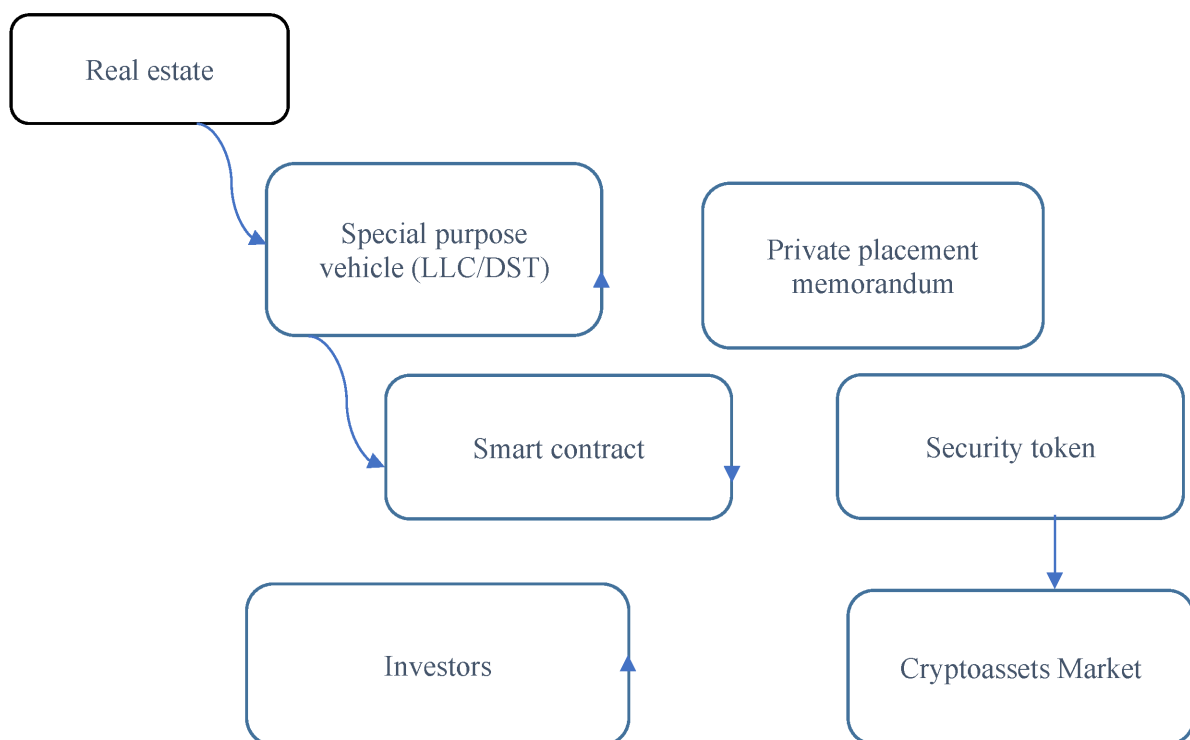 Real estate
Special purpose
vehicle (LLC/DST)
Private placement
memorandum
Smart contract
Security token
Investors
Cryptoassets Market